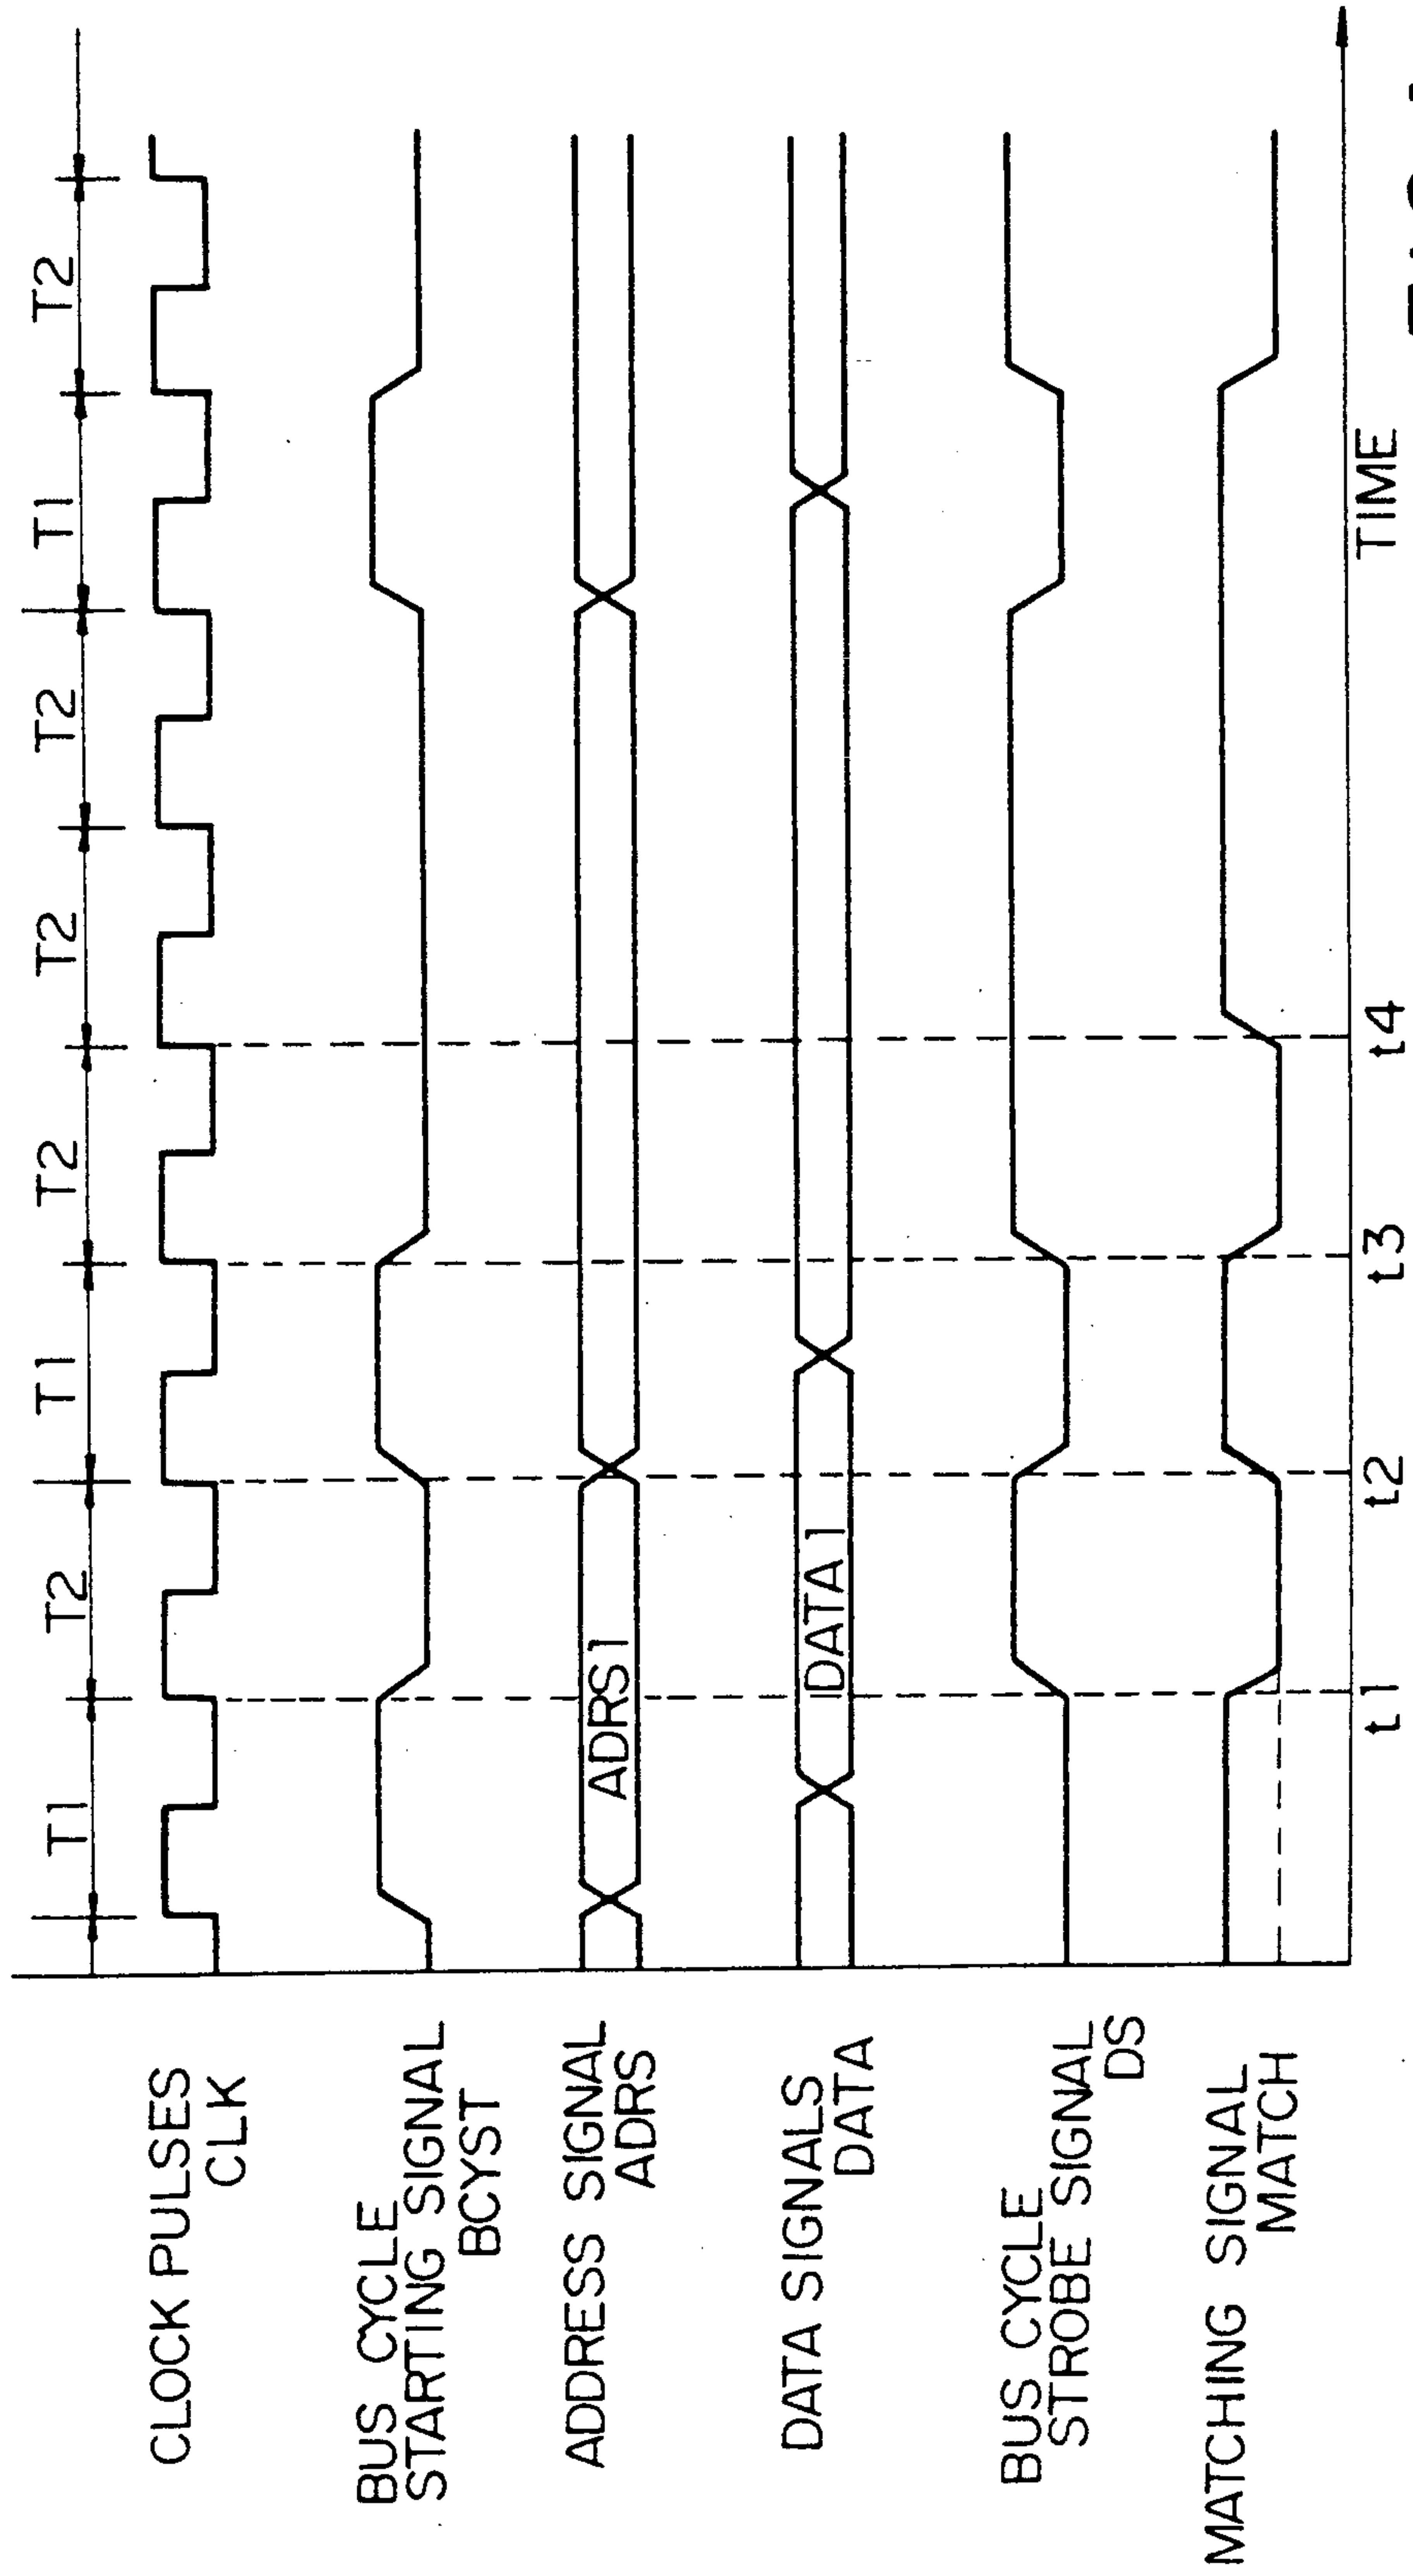 T1 T2 T1 T2 T2 T2 T1 T2
CLOCK PULSES
CLK
BUS CYCLE
STARTING SIGNAL
BCYST
ADDRESS SIGNAL
ADRS
ADRS1
DATA SIGNALS
DATA
DATA1
BUS CYCLE
STROBE SIGNAL
DS
MATCHING SIGNAL
MATCH
t1 t2 t3 t4 TIME